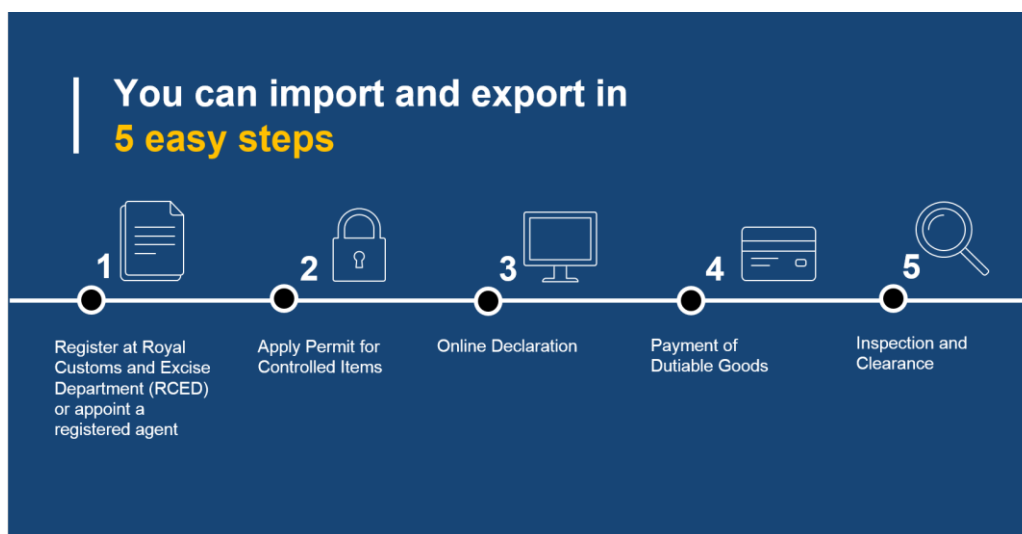 You can import and export in
5 easy steps
1
Register at Royal
Customs and Excise
Department (RCED)
or appoint a
registered agent
2
Apply Permit for
Controlled Items
3
Online Declaration
4
Payment of
Dutiable Goods
5
Inspection and
Clearance